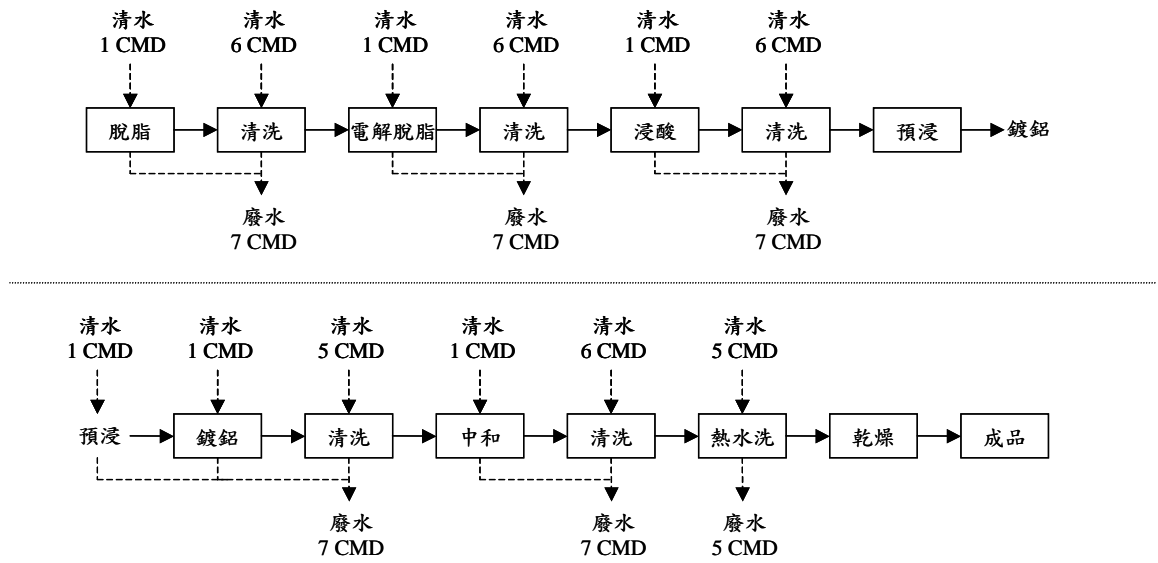 清水 清水 清水 清水 清水 清水
1 CMD 6 CMD 1 CMD 6 CMD 1 CMD 6 CMD
脫脂 清洗 電解脫脂 清洗 浸酸 清洗 預浸 鍍鋁
廢水 廢水 廢水
7 CMD 7 CMD 7 CMD
清水 清水 清水 清水 清水 清水
1 CMD 1 CMD 5 CMD 1 CMD 6 CMD 5 CMD
預浸 鍍鋁 清洗 中和 清洗 熱水洗 乾燥 成品
廢水 廢水 廢水
7 CMD 7 CMD 5 CMD